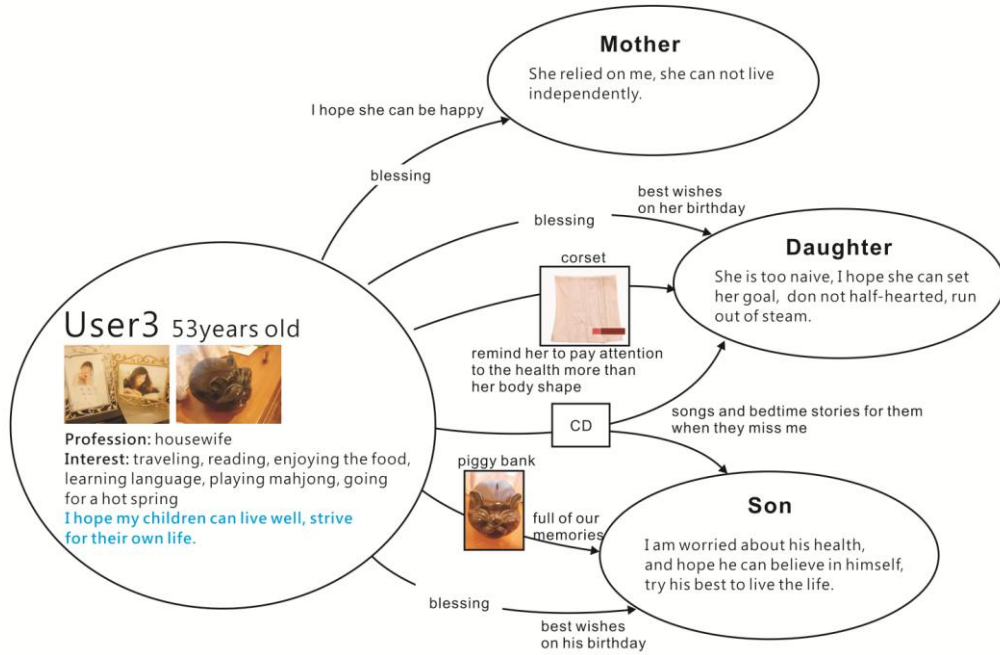 Mother
She relied on me, she can not live
independently.
I hope she can be happy
blessing
best wishes
on her birthday
blessing
Daughter
She is too naive, I hope she can set
her goal, don not half-hearted, run
out of steam.
corset
remind her to pay attention
to the health more than
her body shape
User3 53years old
Profession: housewife
Interest: traveling, reading, enjoying the food,
learning language, playing mahjong, going
for a hot spring
I hope my children can live well, strive
for their own life.
CD
songs and bedtime stories for them
when they miss me
piggy bank
full of our
memories
Son
I am worried about his health,
and hope he can believe in himself,
try his best to live the life.
blessing
best wishes
on his birthday